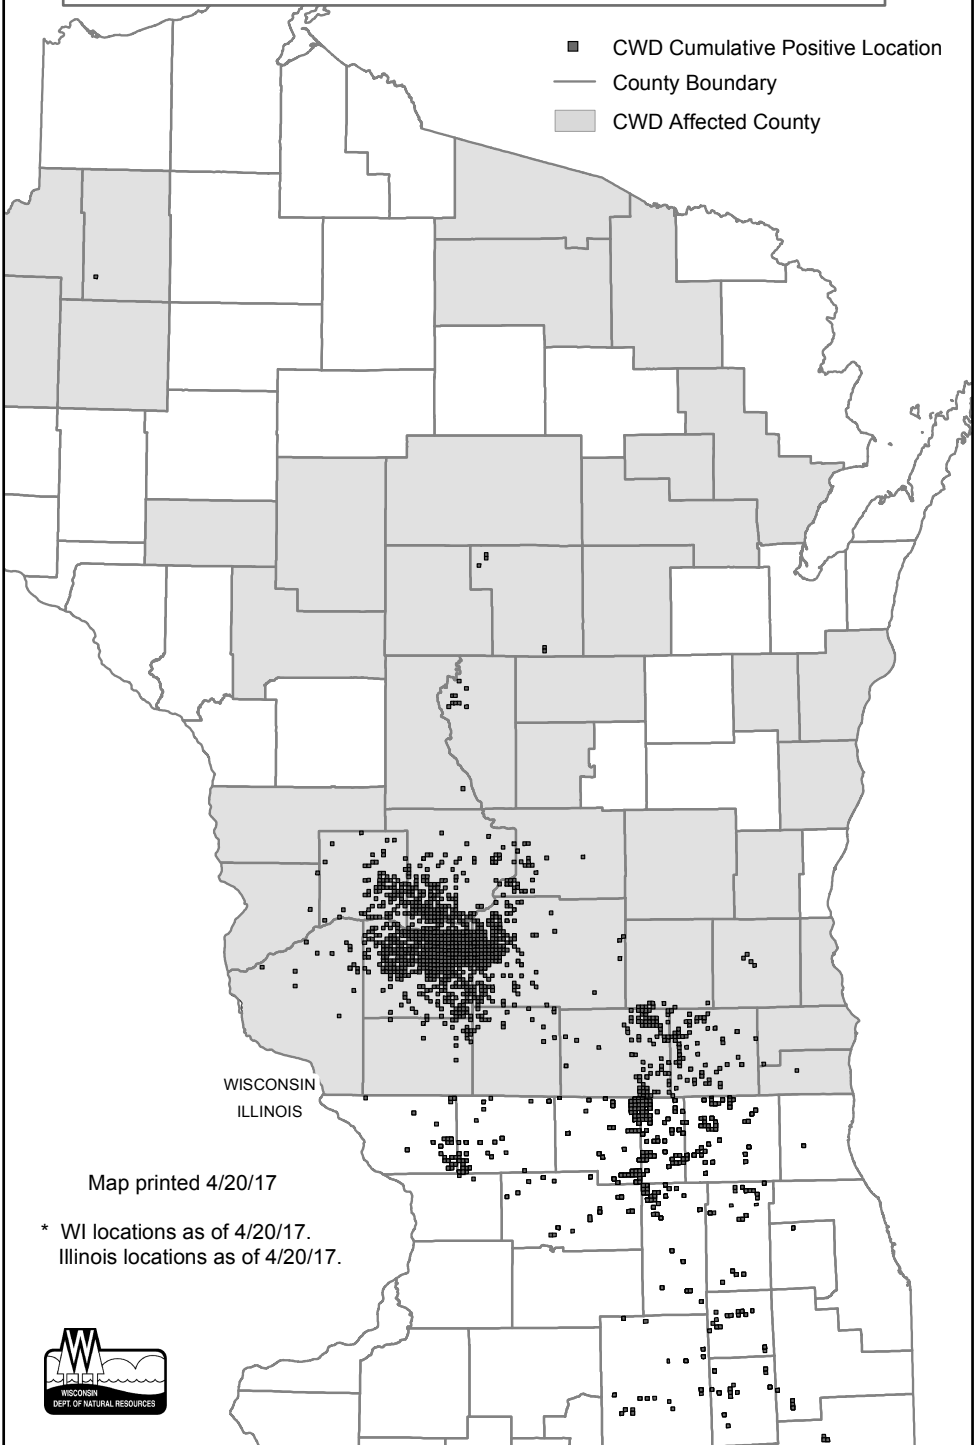 CWD Cumulative Positive Location
County Boundary
CWD Affected County
WISCONSIN
ILLINOIS
Map printed 4/20/17
* WI locations as of 4/20/17.
Illinois locations as of 4/20/17.
W
WISCONSIN
DEPT. OF NATURAL RESOURCES